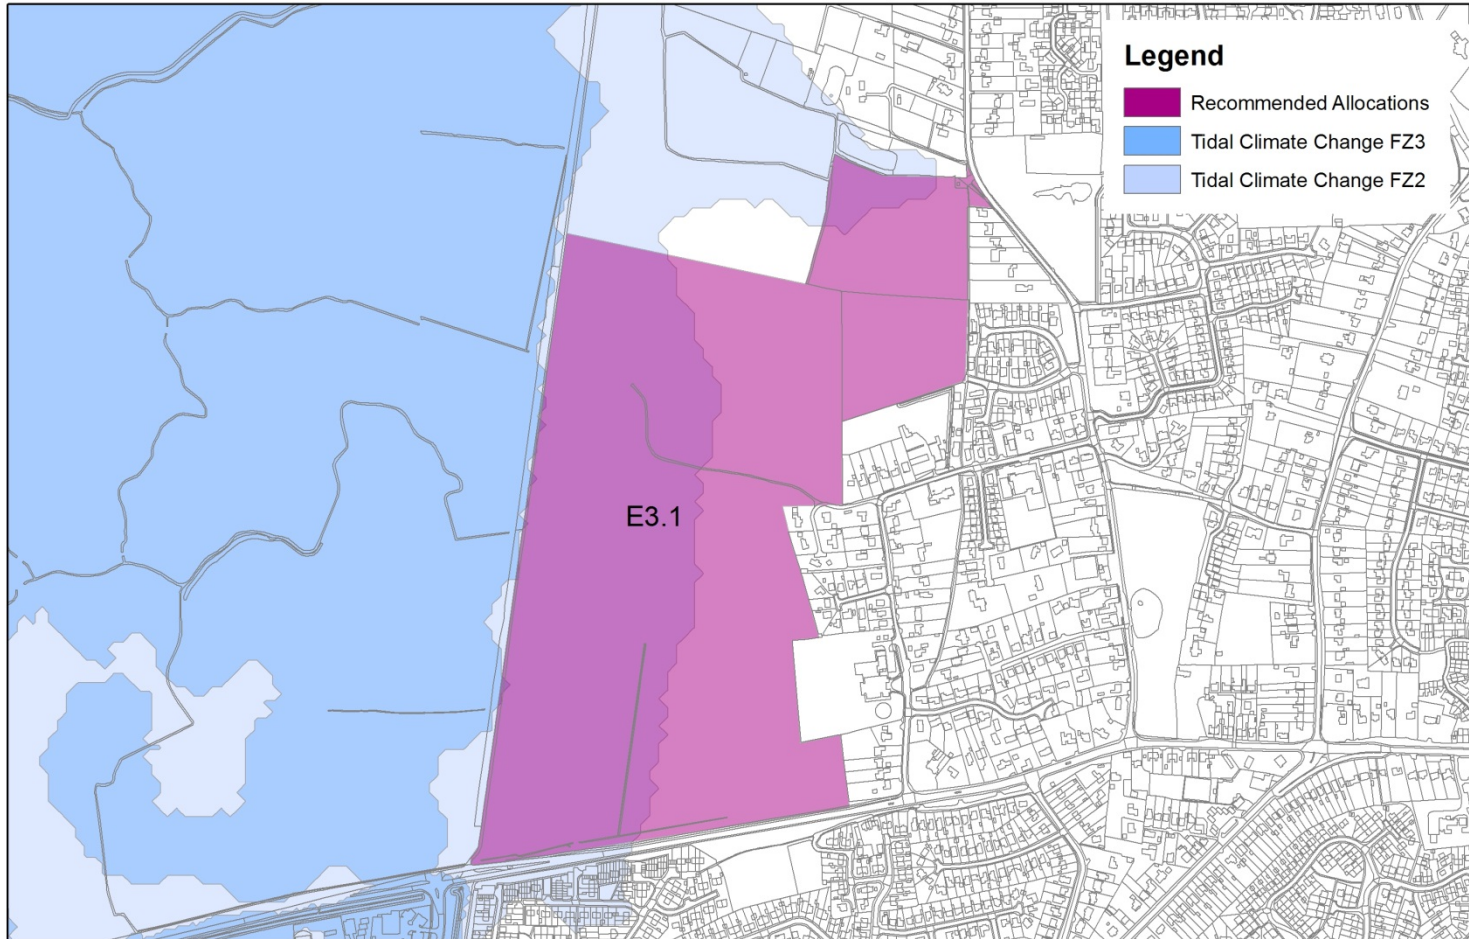 Legend
Recommended Allocations
Tidal Climate Change FZ3
Tidal Climate Change FZ2
E3.1